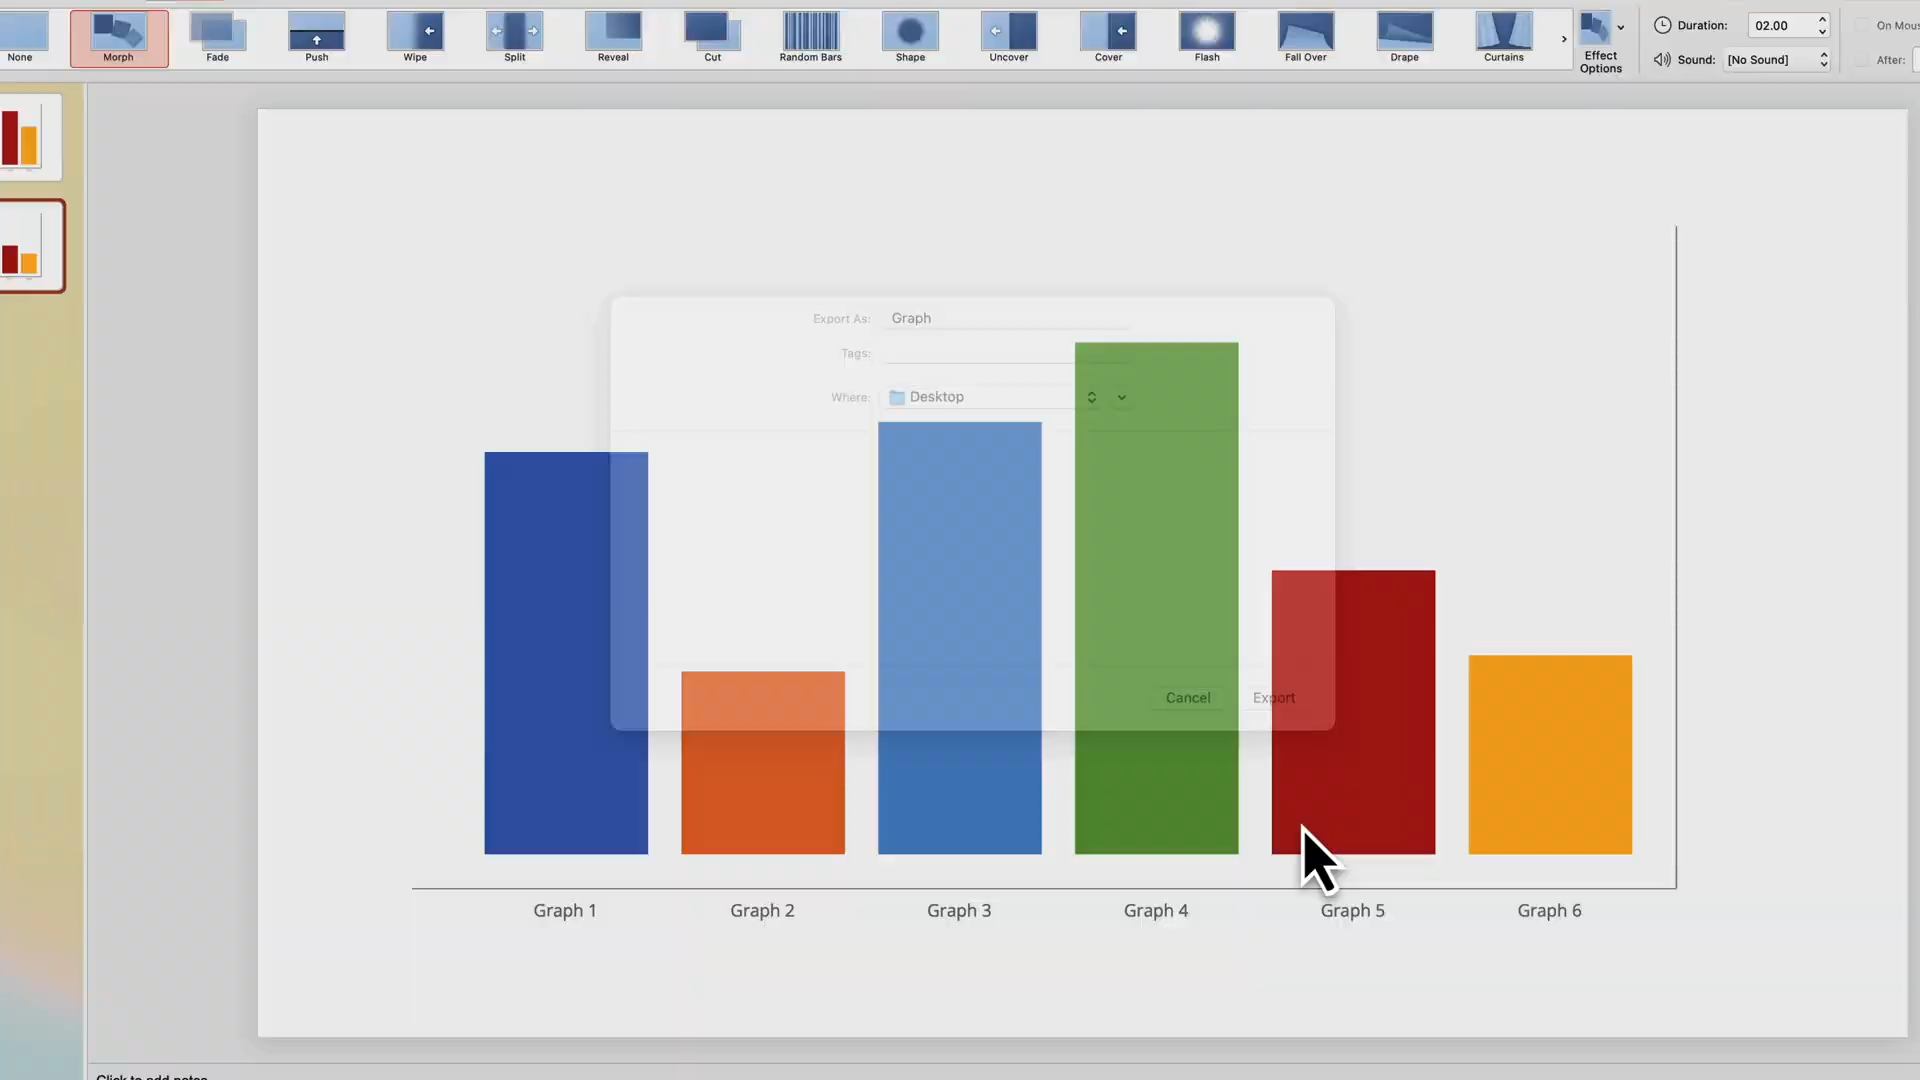 None
Morph
Fade
Push
Wipe
Split
Reveal
Cut
Random Bars
Shape
Uncover
Cover
Flash
Fall Over
Drape
Curtains
Effect
Options
Duration: 02.00
Sound: [No Sound]
On Mous
After:
Export As: Graph
Tags:
Where: Desktop
Cancel Export
Graph 1
Graph 2
Graph 3
Graph 4
Graph 5
Graph 6
Click to add notes